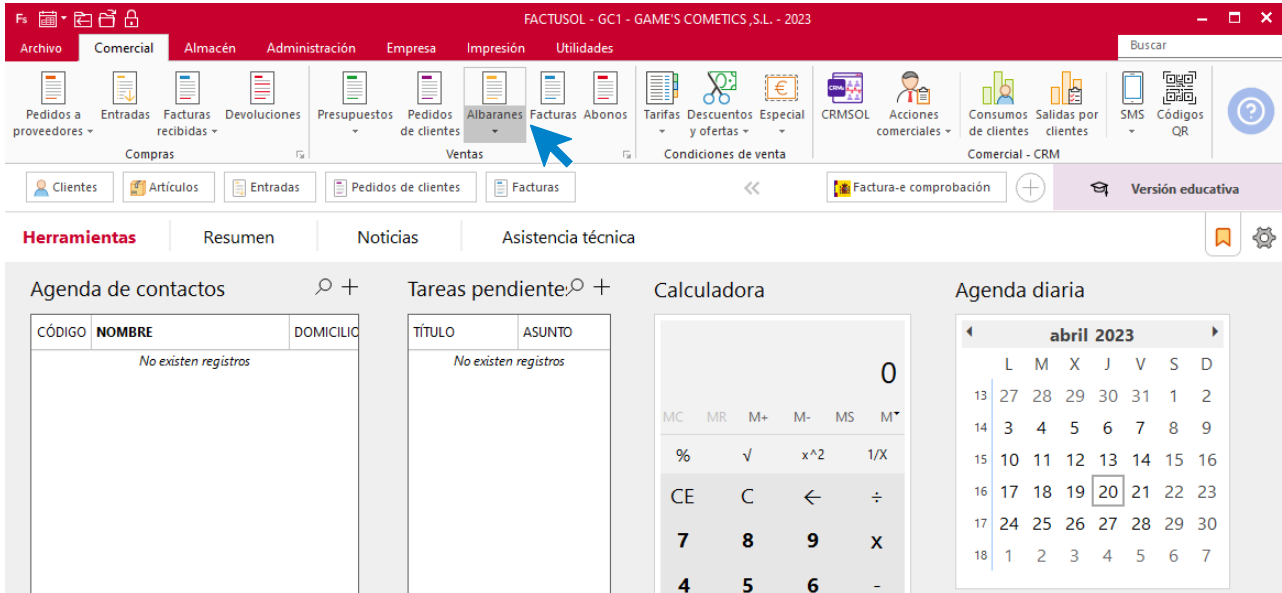 Fs
FACTUSOL - GC1 - GAME'S COMETICS ,S.L. - 2023
Archivo Comercial Almacén Administración Empresa Impresión Utilidades Buscar
Pedidos a proveedores Entradas Facturas recibidas Devoluciones Presupuestos Pedidos de clientes Albaranes Facturas Abonos Tarifas Descuentos y ofertas Especial CRMSOL Acciones comerciales Consumos de clientes Salidas por clientes SMS Códigos QR
Compras Ventas Condiciones de venta Comercial - CRM
Clientes Artículos Entradas Pedidos de clientes Facturas Factura-e comprobación Versión educativa
Herramientas Resumen Noticias Asistencia técnica
Agenda de contactos Tareas pendientes Calculadora Agenda diaria
CÓDIGO NOMBRE DOMICILIO TÍTULO ASUNTO
No existen registros No existen registros
abril 2023
L M X J V S D
0
13 27 28 29 30 31 1 2
MC MR M+ M- MS M
14 3 4 5 6 7 8 9
% √ x^2 1/X
15 10 11 12 13 14 15 16
CE C ← ÷
16 17 18 19 20 21 22 23
17 24 25 26 27 28 29 30
7 8 9 x
18 1 2 3 4 5 6 7
4 5 6 -